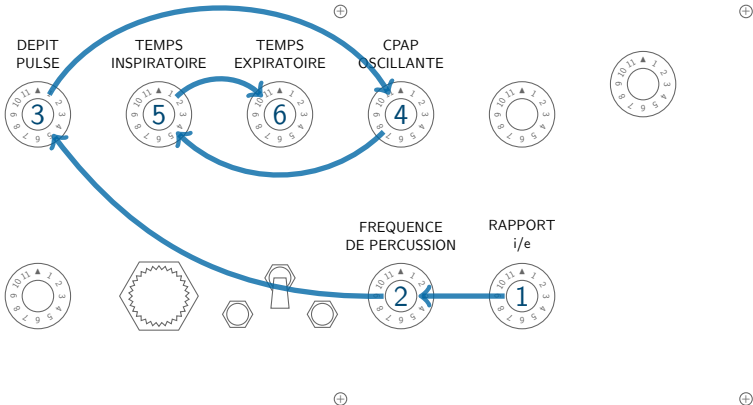 DEPIT
PULSE
TEMPS
INSPIRATOIRE
TEMPS
EXPIRATOIRE
CPAP
OSCILLANTE
3
5
6
4
FREQUENCE
DE PERCUSSION
RAPPORT
i/e
2
1